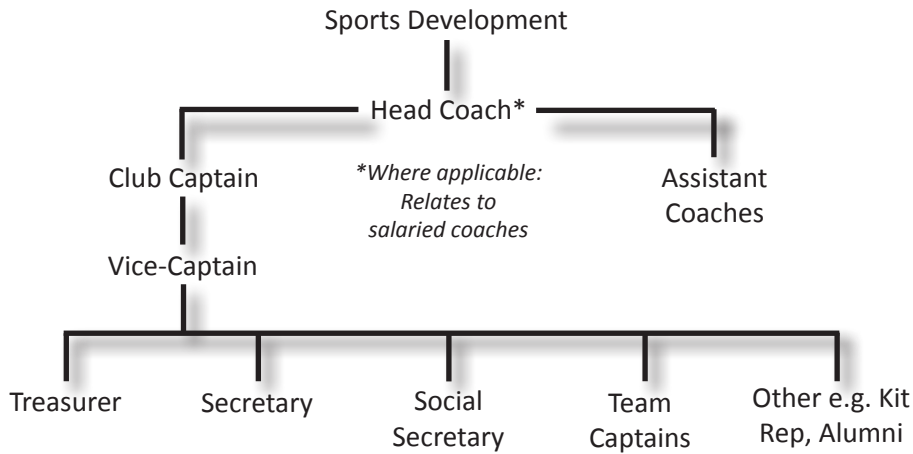 Sports Development
Head Coach*
Club Captain
*Where applicable:
Relates to
salaried coaches
Assistant
Coaches
Vice-Captain
Treasurer
Secretary
Social
Secretary
Team
Captains
Other e.g. Kit
Rep, Alumni